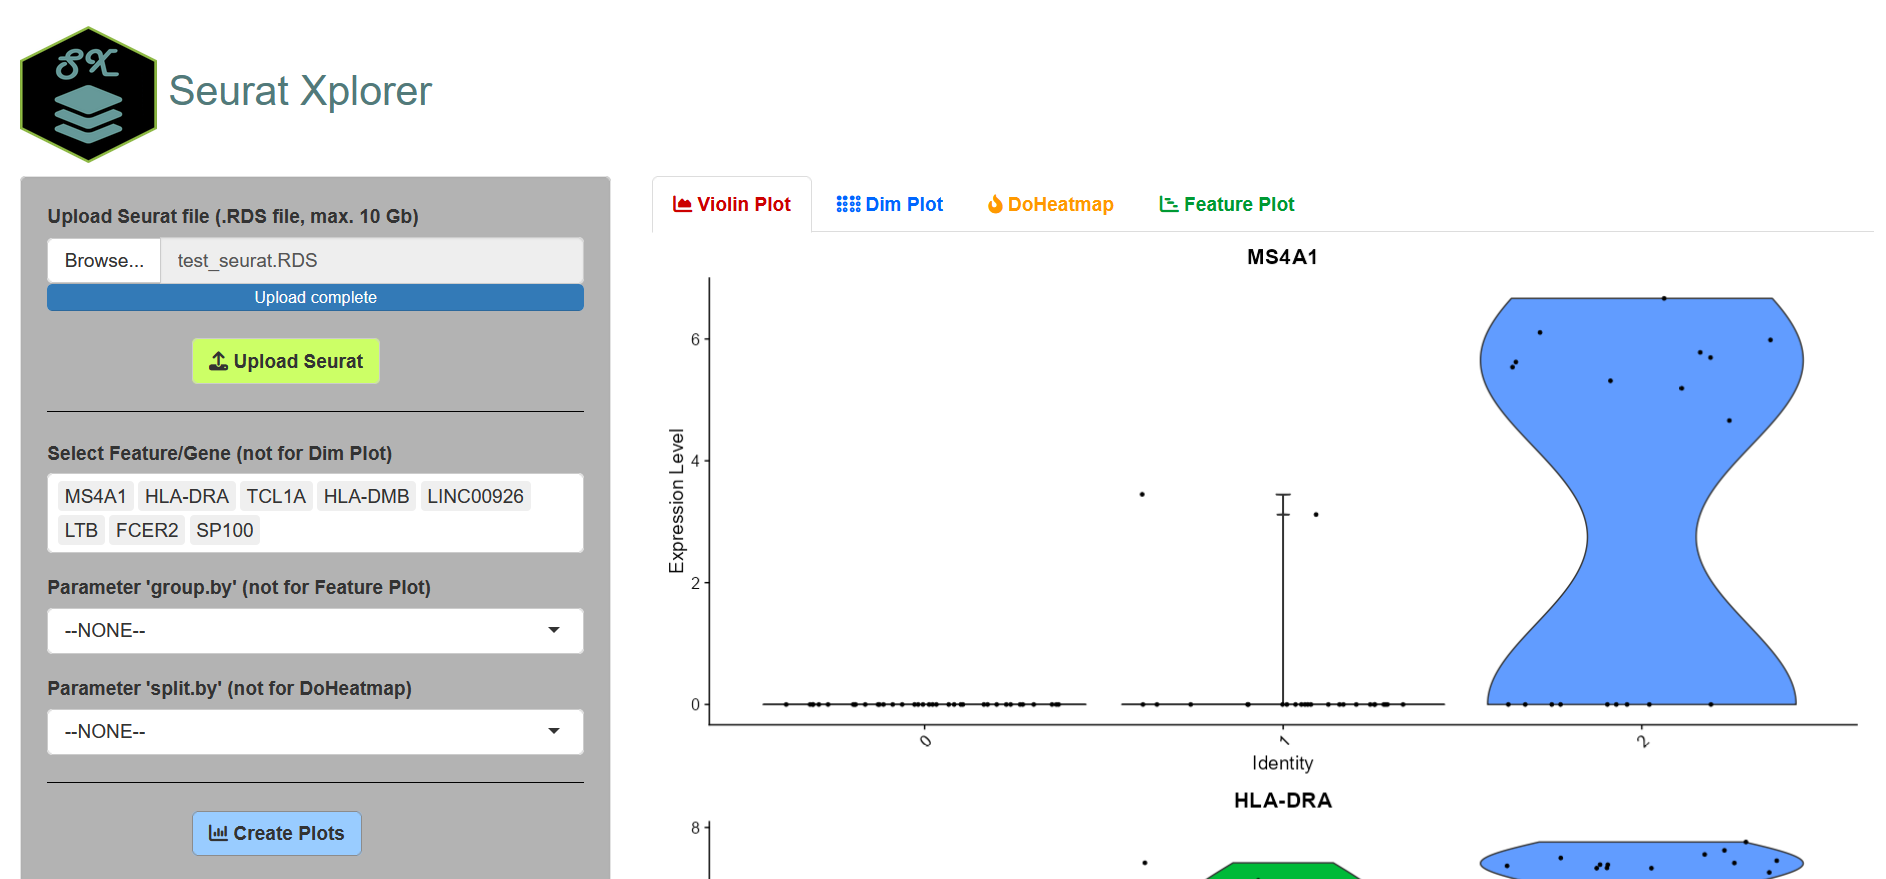 SX
Seurat Xplorer
Upload Seurat file (.RDS file, max. 10 Gb)
Browse... test_seurat.RDS
Upload complete
Upload Seurat
Select Feature/Gene (not for Dim Plot)
MS4A1 HLA-DRA TCL1A HLA-DMB LINC00926
LTB FCER2 SP100
Parameter 'group.by' (not for Feature Plot)
--NONE--
Parameter 'split.by' (not for DoHeatmap)
--NONE--
Create Plots
Violin Plot Dim Plot DoHeatmap Feature Plot
MS4A1
Expression Level
6
4
2
0
0 1 2
Identity
HLA-DRA
8